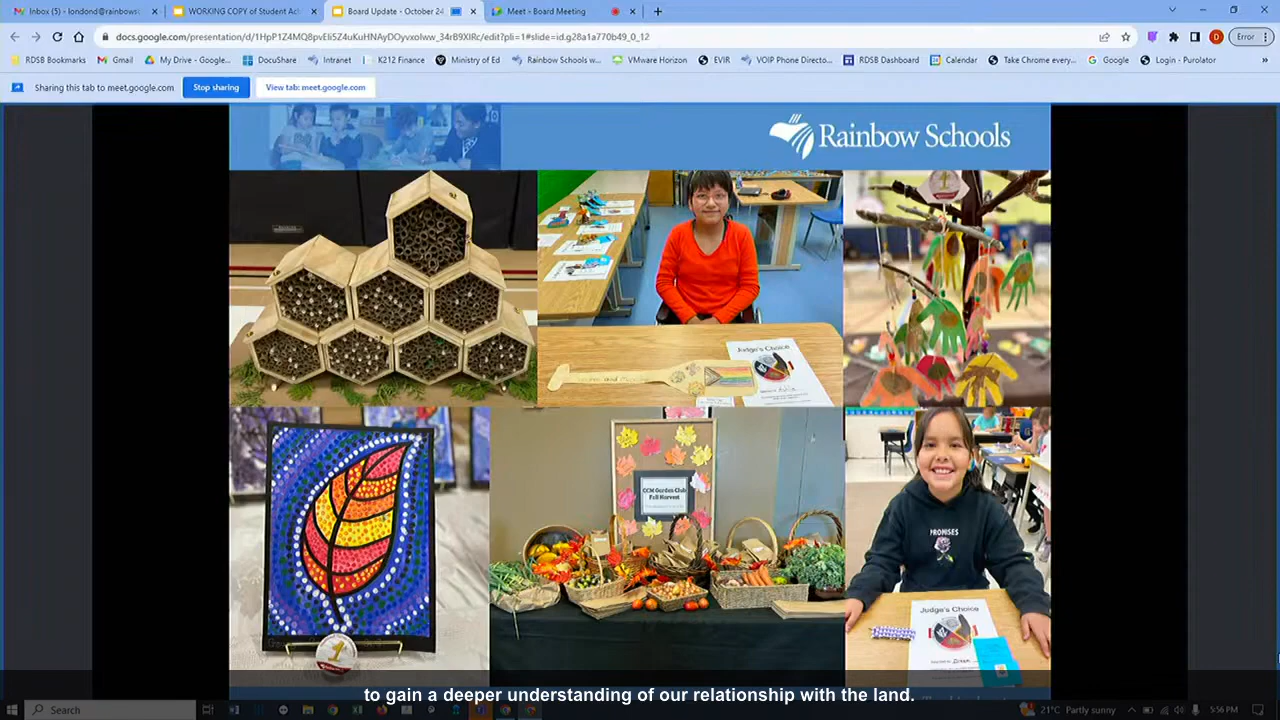 Inbox (5) - londond@rainbowsc
WORKING COPY of Student Act
Board Update - October 24
Meet - Board Meeting
docs.google.com/presentation/d/1HpP1Z4MQ8pvEli5Z4uKuHNAyDOyvxoIww_34rB9XIRc/edit?pli=1#slide=id.g28a1a770b49_0_12
D
Error
RDSB Bookmarks
Gmail
My Drive - Google...
DocuShare
Intranet
K212 Finance
Ministry of Ed
Rainbow Schools w...
VMware Horizon
EVIR
VOIP Phone Directo...
RDSB Dashboard
Calendar
Take Chrome every...
Google
Login - Purolator
Sharing this tab to meet.google.com
Stop sharing
View tab: meet.google.com
Rainbow Schools
Judge's Choice
1
CCM Garden Club
Fall Harvest
PROMISES
Judge's Choice
to gain a deeper understanding of our relationship with the land.
Search
21°C Partly sunny
5:56 PM